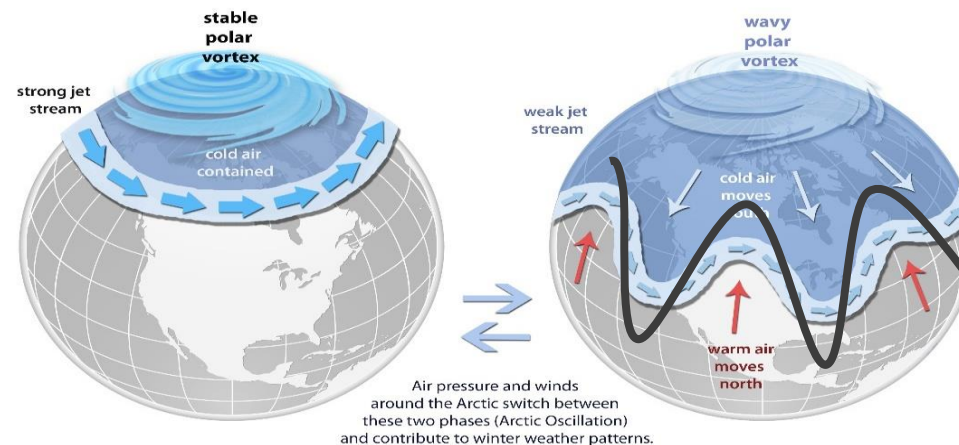 stable
polar
vortex
strong jet
stream
cold air
contained
wavy
polar
vortex
weak jet
stream
cold air
moves
warm air
moves
north
Air pressure and winds
around the Arctic switch between
these two phases (Arctic Oscillation)
and contribute to winter weather patterns.